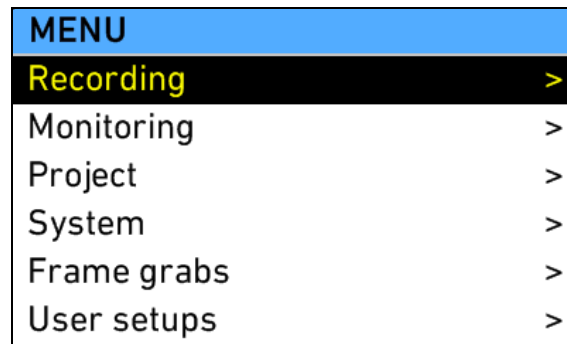 MENU
Recording >
Monitoring >
Project >
System >
Frame grabs >
User setups >